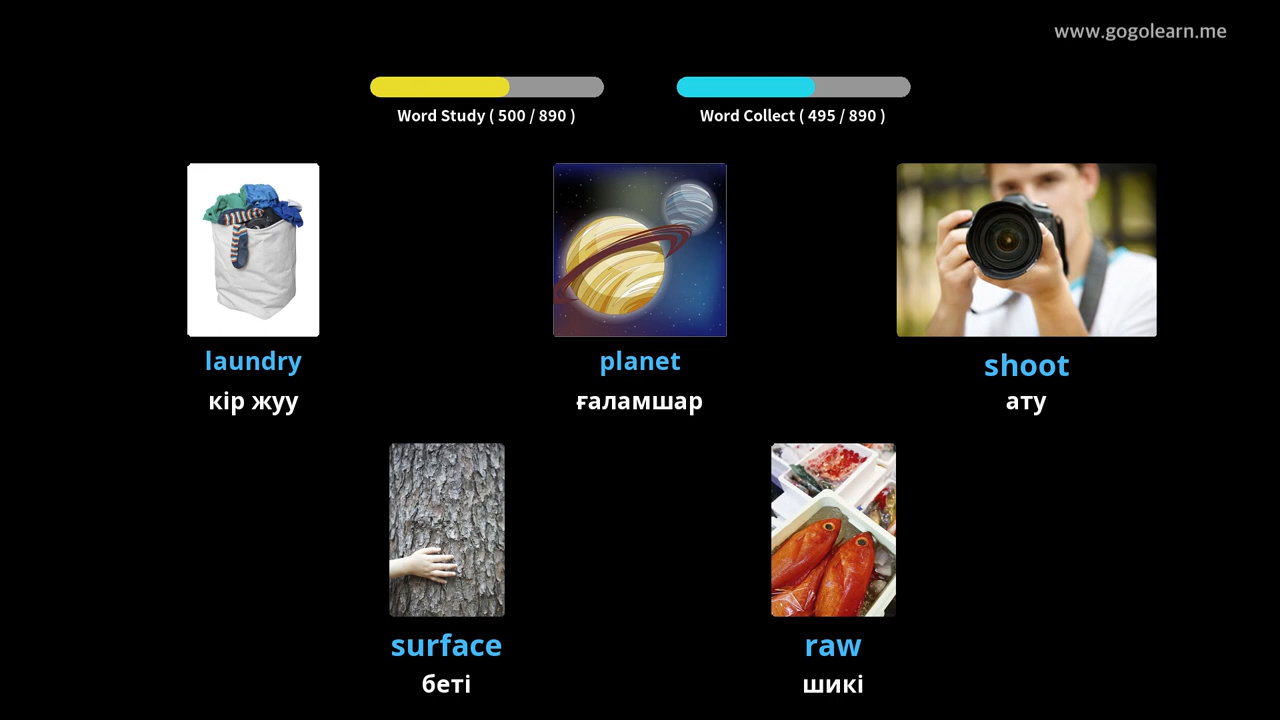 www.gogolearn.me
Word Study ( 500 / 890 )
Word Collect ( 495 / 890 )
laundry
кір жуу
planet
ғаламшар
shoot
ату
surface
беті
raw
шикі